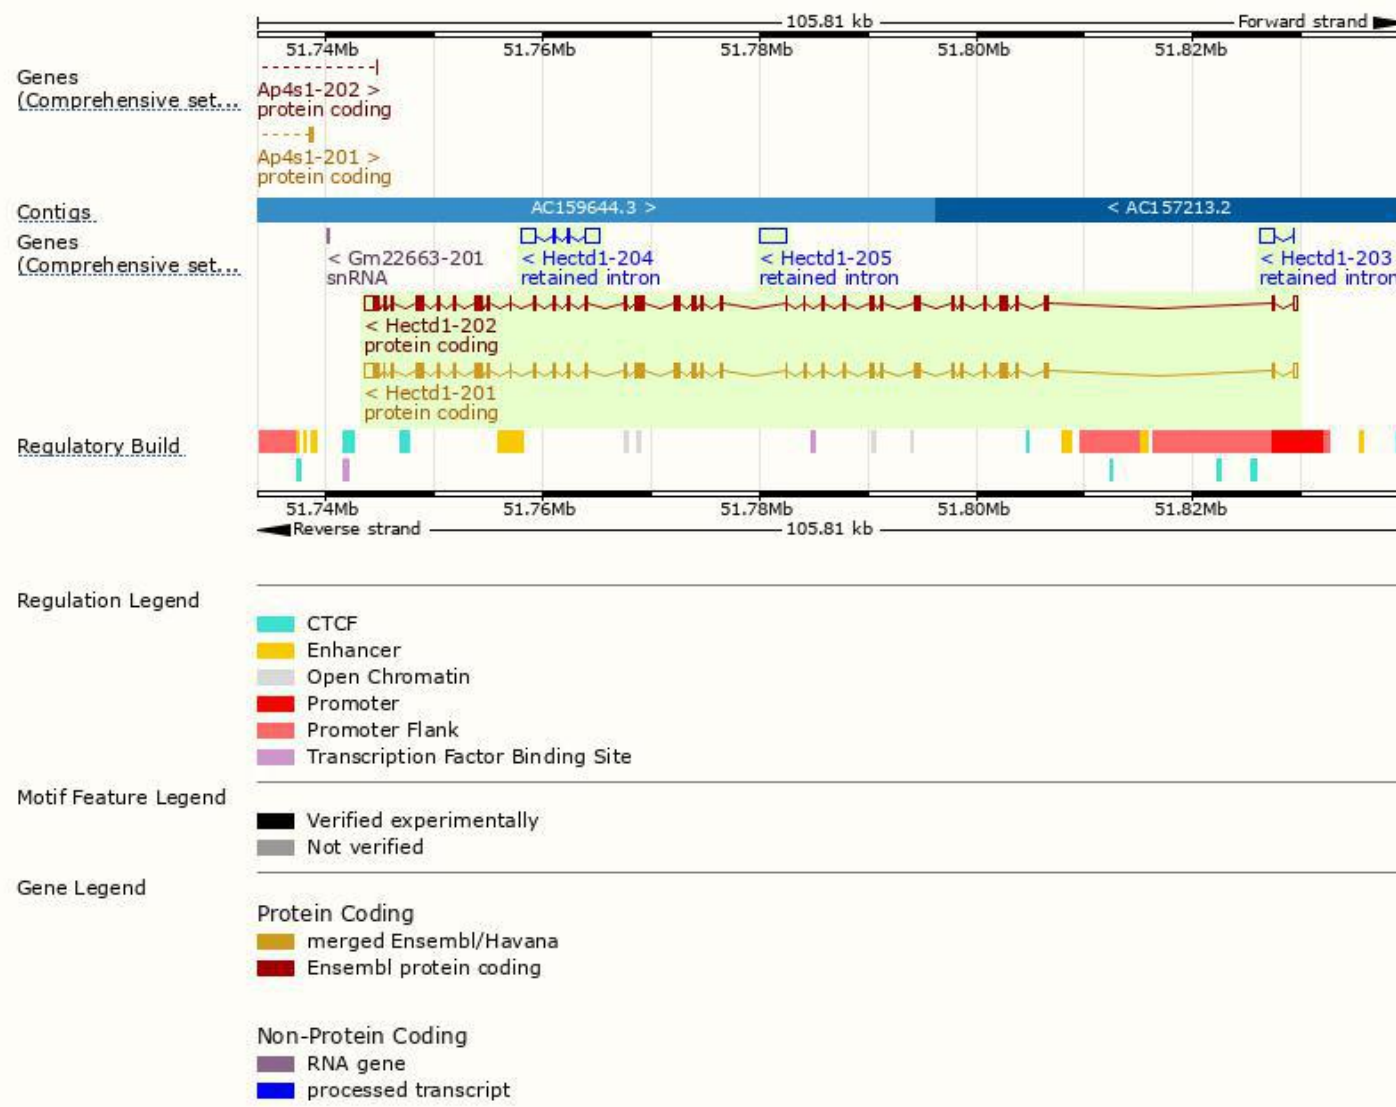 105.81 kb Forward strand
51.74Mb 51.76Mb 51.78Mb 51.80Mb 51.82Mb
Genes
(Comprehensive set...
Ap4s1-202 >
protein coding
Ap4s1-201 >
protein coding
Contigs AC159644.3 > < AC157213.2
Genes
(Comprehensive set...
< Gm22663-201 < Hectd1-204 < Hectd1-205 < Hectd1-203
snRNA retained intron retained intron retained intron
< Hectd1-202
protein coding
< Hectd1-201
protein coding
Regulatory Build
51.74Mb 51.76Mb 51.78Mb 51.80Mb 51.82Mb
Reverse strand 105.81 kb
Regulation Legend
CTCF
Enhancer
Open Chromatin
Promoter
Promoter Flank
Transcription Factor Binding Site
Motif Feature Legend
Verified experimentally
Not verified
Gene Legend
Protein Coding
merged Ensembl/Havana
Ensembl protein coding
Non-Protein Coding
RNA gene
processed transcript